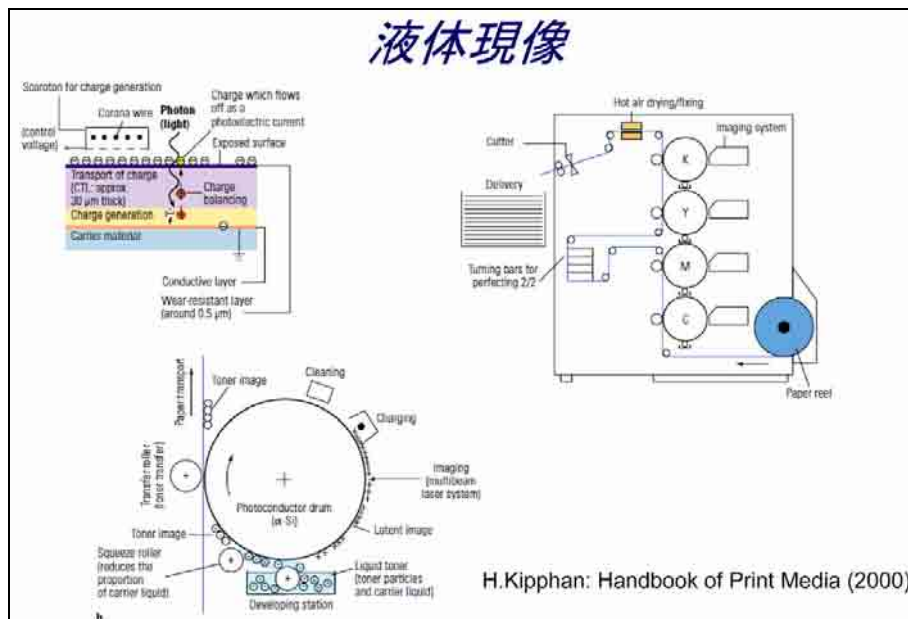 液体現像
Scoroton for charge generation
Corona wire
(control
voltage)
Photon
(light)
Charge which flows
off as a
photoelectric current
Exposed surface
Transport of charge
(CT).: approx.
30 µm thick)
Charge
balancing
Charge generation
Carrier material
Conductive layer
Wear-resistant layer
(around 0.5 µm)
Hot air drying/fixing
Imaging system
Cutter
K
Delivery
Y
Turning bars for
perfecting 2/2
M
C
Paper reel
Paper transport
Toner image
Cleaning
Charging
Transfer roller
(toner transfer)
Imaging
(multibeam
laser system)
Photoconductor drum
(α-Si)
Latent image
Toner image
Squeeze roller
(reduces the
proportion
of carrier liquid)
Liquid toner
(toner particles
and carrier liquid)
Developing station
b
H.Kipphan: Handbook of Print Media (2000)